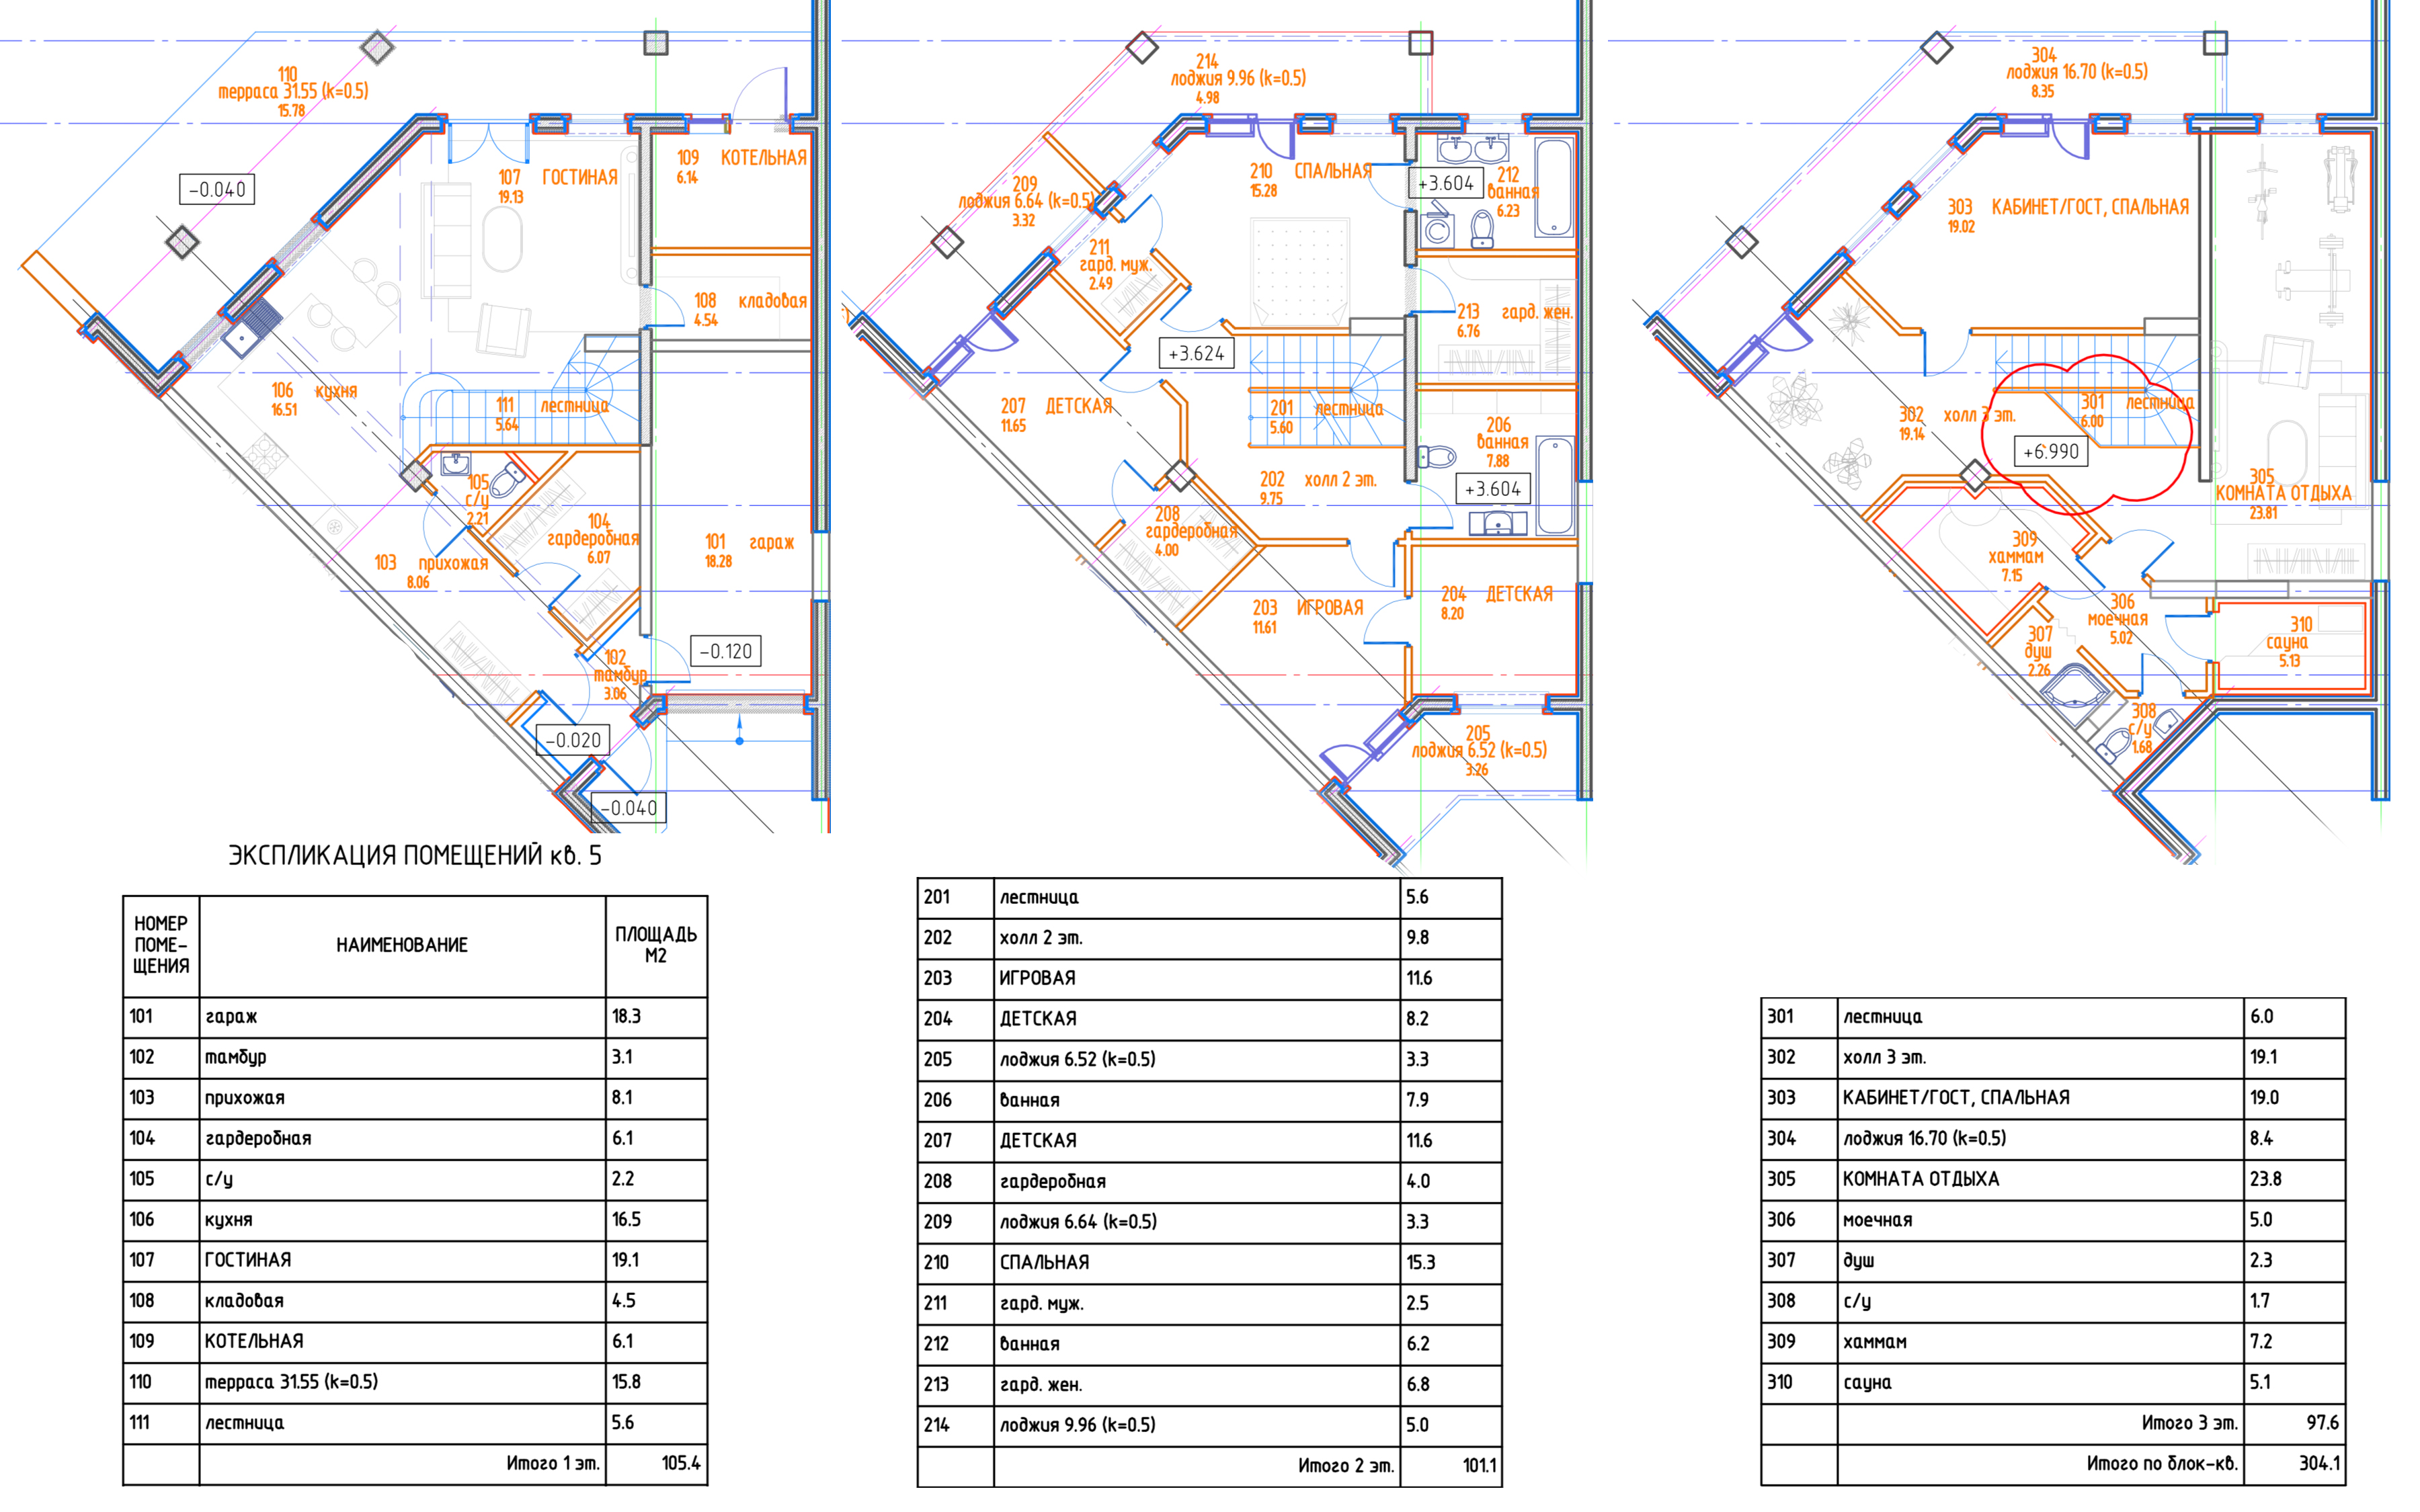 110
терраса 31.55 (k=0.5)
15.78
-0.040
107 ГОСТИНАЯ
19.13
109 КОТЕЛЬНАЯ
6.14
108 кладовая
4.54
106 кухня
16.51
111 лестница
5.64
105
с/у
2.21
104
гардеробная
6.07
103 прихожая
8.06
101 гараж
18.28
102
тамбур
3.06
-0.120
-0.020
-0.040
214
лоджия 9.96 (k=0.5)
4.98
209
лоджия 6.64 (k=0.5)
3.32
210 СПАЛЬНАЯ
15.28
+3.604
212
ванная
6.23
211
гард. муж.
2.49
213 гард. жен.
6.76
+3.624
207 ДЕТСКАЯ
11.65
201 лестница
5.60
206
ванная
7.88
202 холл 2 эт.
9.75
+3.604
208
гардеробная
4.00
203 ИГРОВАЯ
11.61
204 ДЕТСКАЯ
8.20
205
лоджия 6.52 (k=0.5)
3.26
304
лоджия 16.70 (k=0.5)
8.35
303 КАБИНЕТ/ГОСТ, СПАЛЬНАЯ
19.02
302 холл 3 эт.
19.14
301 лестница
6.00
+6.990
305
КОМНАТА ОТДЫХА
23.81
309
хаммам
7.15
306
моечная
5.02
307
душ
2.26
310
сауна
5.13
308
с/у
1.68
ЭКСПЛИКАЦИЯ ПОМЕЩЕНИЙ кв. 5
НОМЕР
ПОМЕ-
ЩЕНИЯ
НАИМЕНОВАНИЕ
ПЛОЩАДЬ
М2
101 гараж 18.3
102 тамбур 3.1
103 прихожая 8.1
104 гардеробная 6.1
105 с/у 2.2
106 кухня 16.5
107 ГОСТИНАЯ 19.1
108 кладовая 4.5
109 КОТЕЛЬНАЯ 6.1
110 терраса 31.55 (k=0.5) 15.8
111 лестница 5.6
Итого 1 эт. 105.4
201 лестница 5.6
202 холл 2 эт. 9.8
203 ИГРОВАЯ 11.6
204 ДЕТСКАЯ 8.2
205 лоджия 6.52 (k=0.5) 3.3
206 ванная 7.9
207 ДЕТСКАЯ 11.6
208 гардеробная 4.0
209 лоджия 6.64 (k=0.5) 3.3
210 СПАЛЬНАЯ 15.3
211 гард. муж. 2.5
212 ванная 6.2
213 гард. жен. 6.8
214 лоджия 9.96 (k=0.5) 5.0
Итого 2 эт. 101.1
301 лестница 6.0
302 холл 3 эт. 19.1
303 КАБИНЕТ/ГОСТ, СПАЛЬНАЯ 19.0
304 лоджия 16.70 (k=0.5) 8.4
305 КОМНАТА ОТДЫХА 23.8
306 моечная 5.0
307 душ 2.3
308 с/у 1.7
309 хаммам 7.2
310 сауна 5.1
Итого 3 эт. 97.6
Итого по блок-кв. 304.1